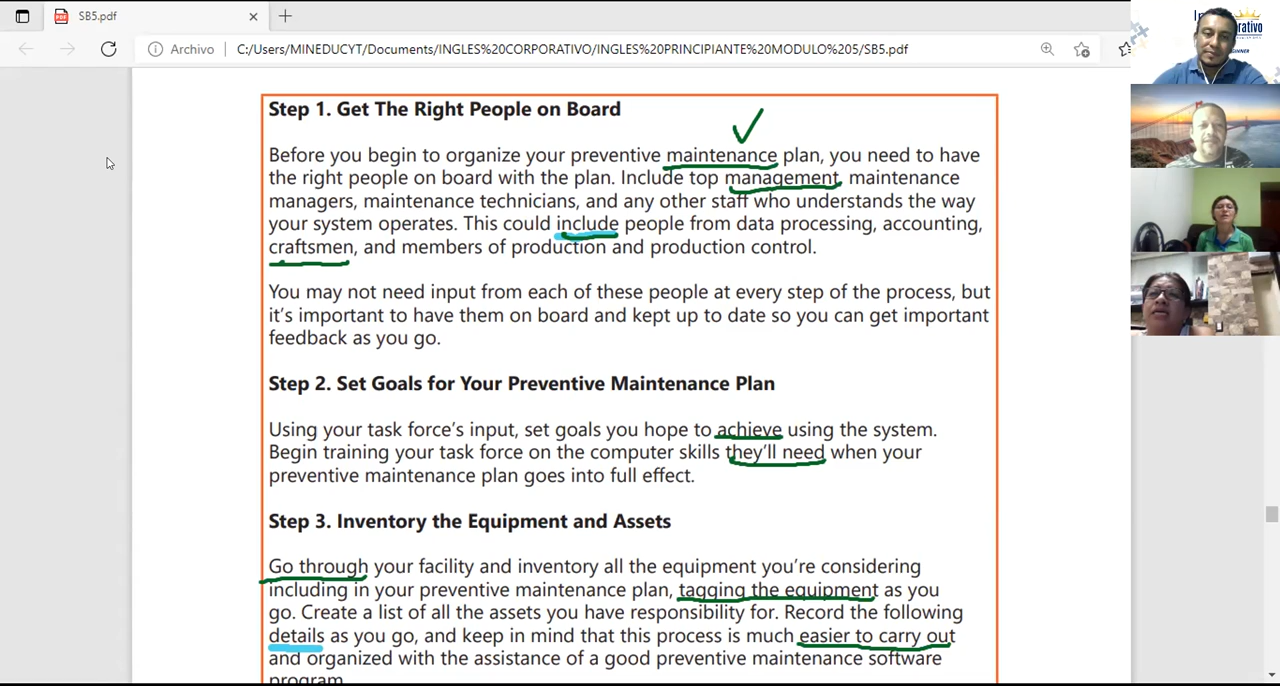 SB5.pdf
Archivo C:/Users/MINEDUCYT/Documents/INGLES%20CORPORATIVO/INGLES%20PRINCIPIANTE%20MODULO%205/SB5.pdf
Step 1. Get The Right People on Board
Before you begin to organize your preventive maintenance plan, you need to have
the right people on board with the plan. Include top management, maintenance
managers, maintenance technicians, and any other staff who understands the way
your system operates. This could include people from data processing, accounting,
craftsmen, and members of production and production control.
You may not need input from each of these people at every step of the process, but
it's important to have them on board and kept up to date so you can get important
feedback as you go.
Step 2. Set Goals for Your Preventive Maintenance Plan
Using your task force's input, set goals you hope to achieve using the system.
Begin training your task force on the computer skills they'll need when your
preventive maintenance plan goes into full effect.
Step 3. Inventory the Equipment and Assets
Go through your facility and inventory all the equipment you're considering
including in your preventive maintenance plan, tagging the equipment as you
go. Create a list of all the assets you have responsibility for. Record the following
details as you go, and keep in mind that this process is much easier to carry out
and organized with the assistance of a good preventive maintenance software
program.